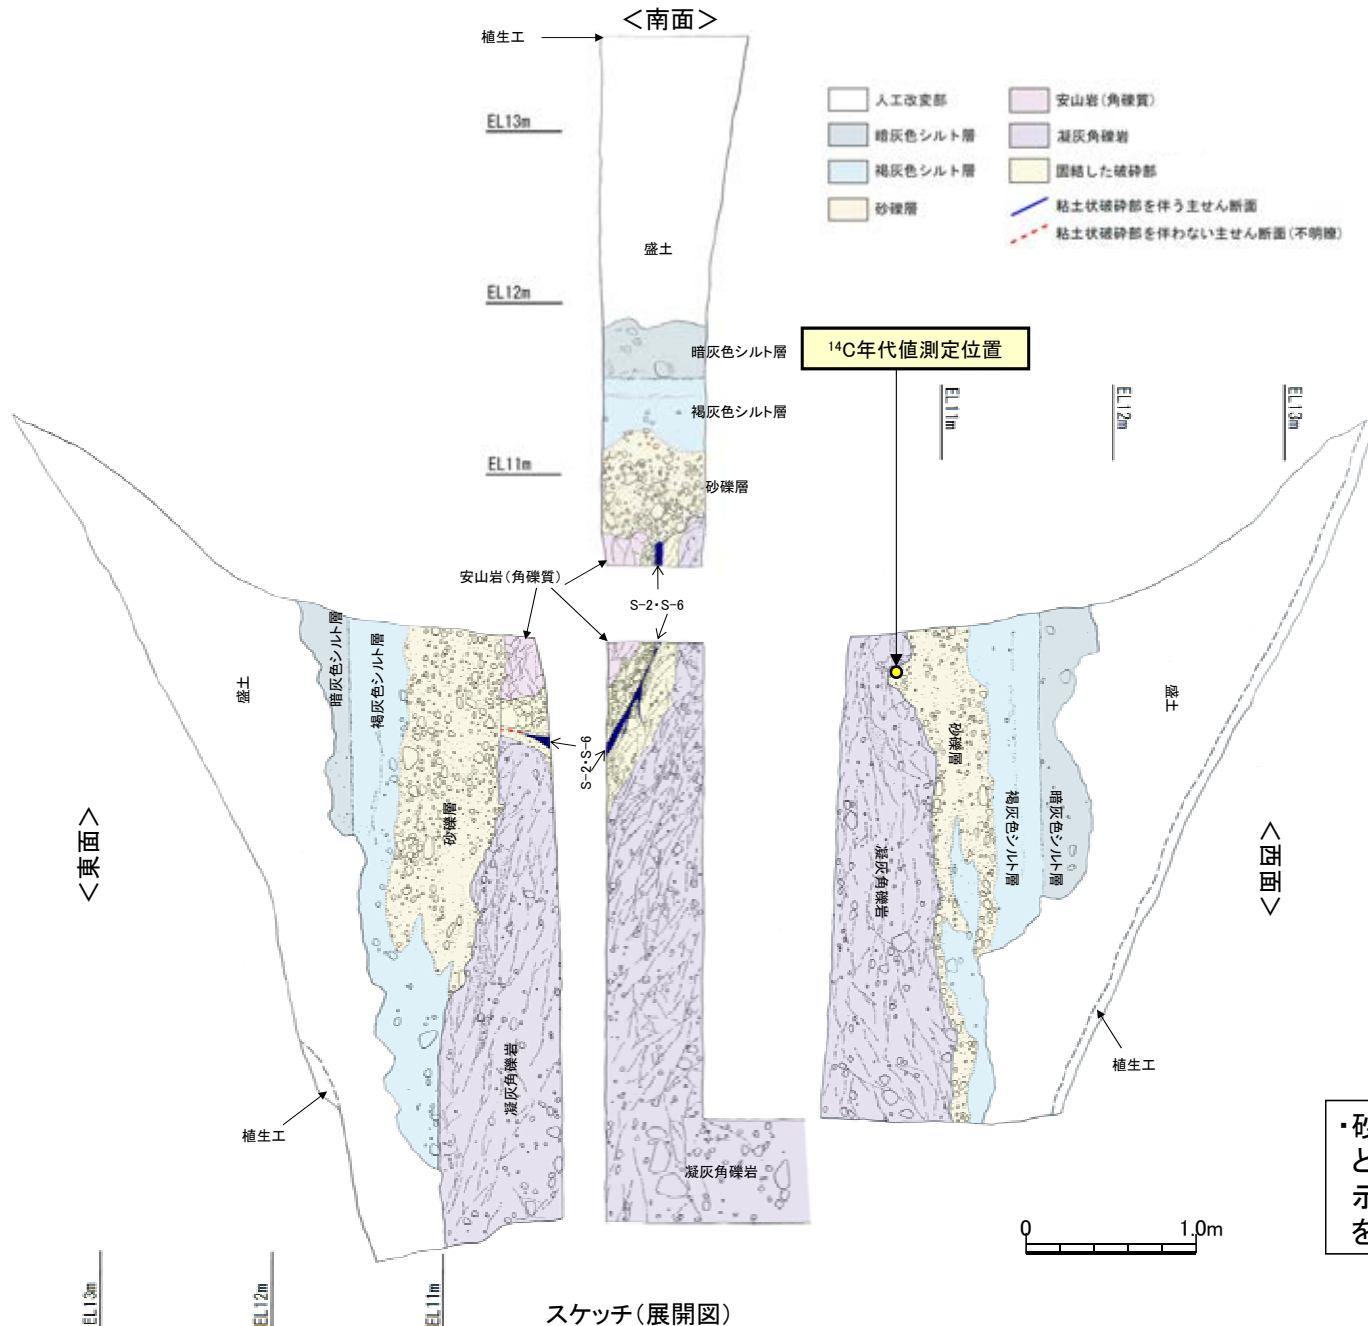 ＜南面＞
植生工
EL13m
EL12m
EL11m
盛土
暗灰色シルト層
褐灰色シルト層
砂礫層
人工改変部
暗灰色シルト層
褐灰色シルト層
砂礫層
安山岩(角礫質)
凝灰角礫岩
固結した破砕部
粘土状破砕部を伴う主せん断面
粘土状破砕部を伴わない主せん断面(不明瞭)
¹⁴C年代値測定位置
EL11m
EL12m
EL13m
安山岩(角礫質)
S-2・S-6
S-2・S-6
＜東面＞
盛土
暗灰色シルト層
褐灰色シルト層
砂礫層
凝灰角礫岩
植生工
凝灰角礫岩
凝灰角礫岩
砂礫層
褐灰色シルト層
暗灰色シルト層
盛土
＜西面＞
植生工
・砂
と
示
を
0 1.0m
EL13m
EL12m
EL11m
スケッチ(展開図)